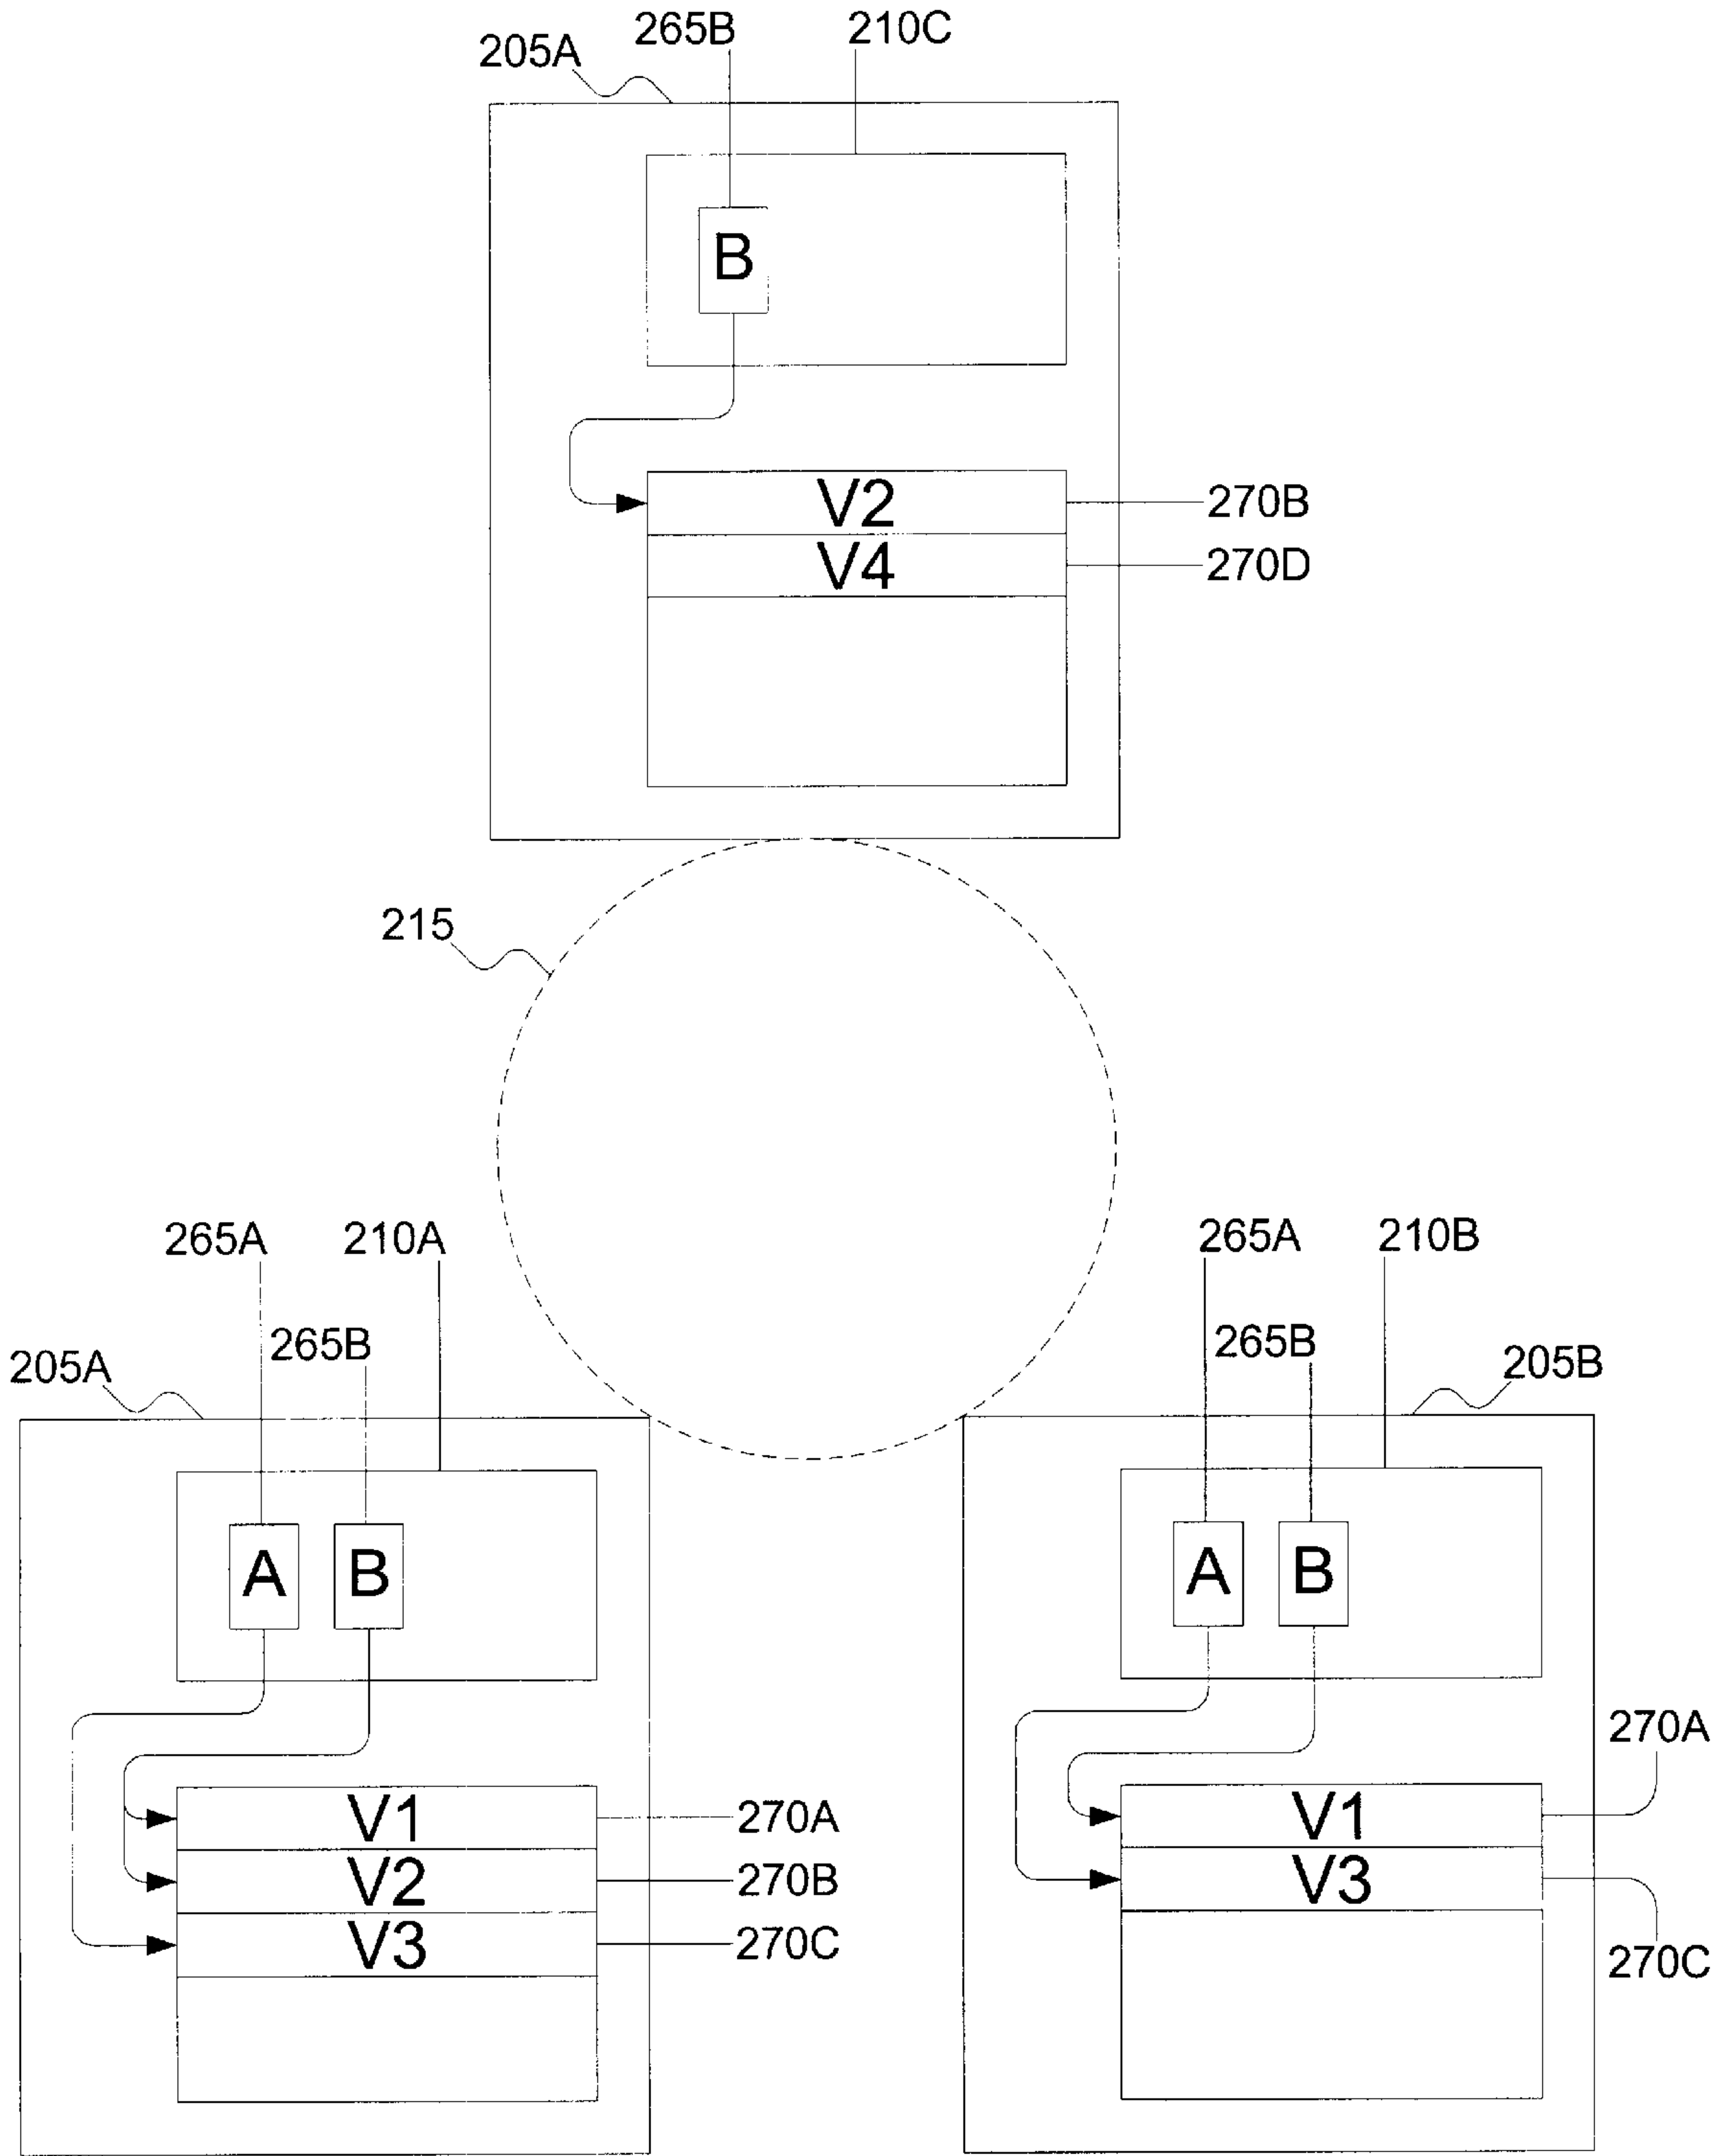 205A 265B 210C
B
V2 270B
V4 270D
215
265A 210A 265A 210B
205A 265B 265B 205B
A B A B
270A
V1 270A V1
V2 270B V3
V3 270C 270C